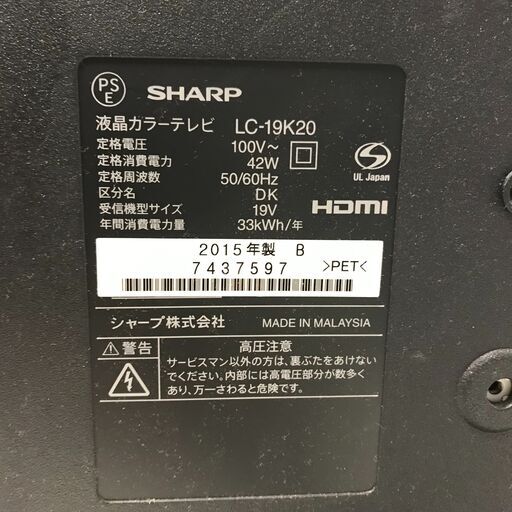 PS
E
SHARP
液晶カラーテレビ LC-19K20
定格電圧 100V～
定格消費電力 42W
定格周波数 50/60Hz
区分名 DK
受信機型サイズ 19V
年間消費電力量 33kWh/年
S
UL Japan
HDMI
2015年製 B
7437597
>PET<
シャープ株式会社 MADE IN MALAYSIA
警告 高圧注意
サービスマン以外の方は、裏ぶたをあけない
でください。内部には高電圧部分が数多く
あり、万一さわると危険です。